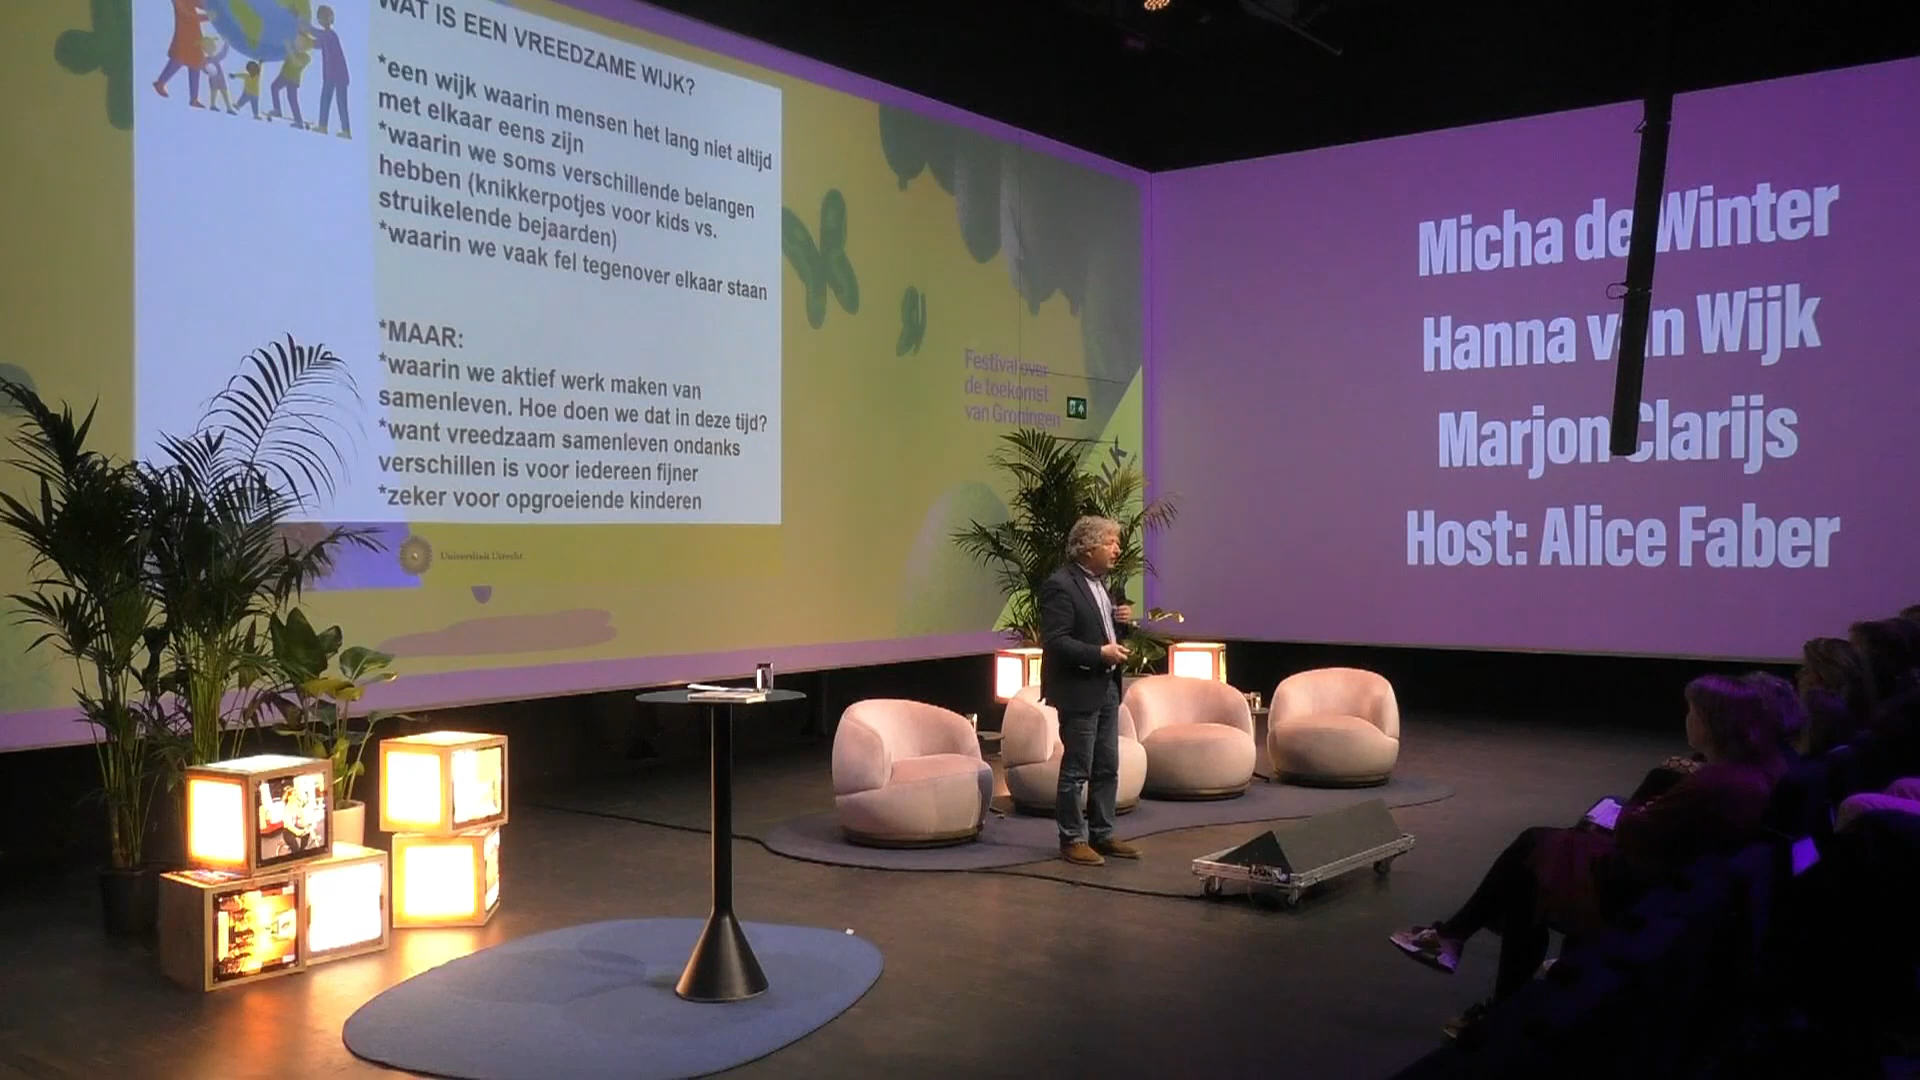 WAT IS EEN VREEDZAME WIJK?
*een wijk waarin mensen het lang niet altijd
met elkaar eens zijn
*waarin we soms verschillende belangen
hebben (knikkerpotjes voor kids vs.
struikelende bejaarden)
*waarin we vaak fel tegenover elkaar staan
*MAAR:
*waarin we aktief werk maken van
samenleven. Hoe doen we dat in deze tijd?
*want vreedzaam samenleven ondanks
verschillen is voor iedereen fijner
*zeker voor opgroeiende kinderen
Universiteit Utrecht
Festival over
de toekomst
van Groningen
Micha de Winter
Hanna van Wijk
Marjon Clarijs
Host: Alice Faber